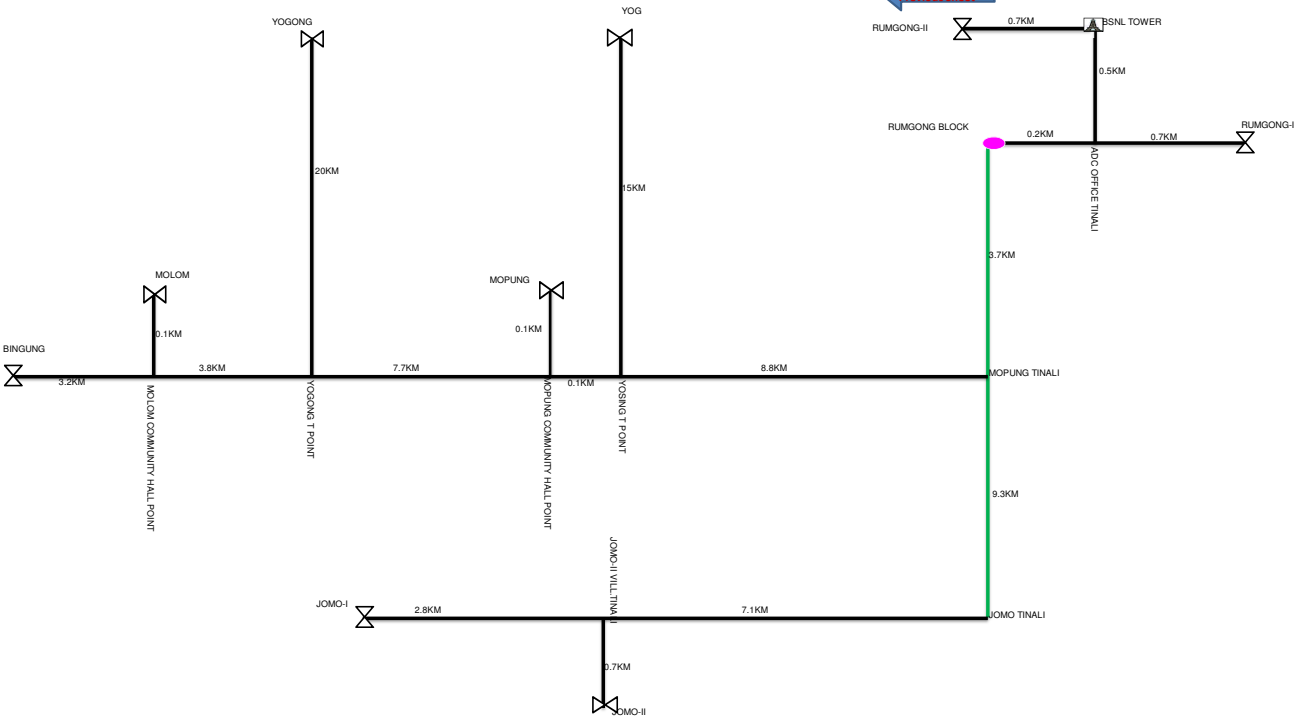 YOG
YOGONG
RUMGONG-II
0.7KM
BSNL TOWER
0.5KM
RUMGONG BLOCK
0.2KM
0.7KM
RUMGONG-I
ADC OFFICE TINALI
20KM
15KM
3.7KM
MOLOM
MOPUNG
0.1KM
0.1KM
BINGUNG
3.2KM
3.8KM
7.7KM
0.1KM
8.8KM
MOPUNG TINALI
MOLOM COMMUNITY HALL POINT
YOGONG T POINT
MOPUNG COMMUNITY HALL POINT
YOSING T POINT
9.3KM
JOMO-II VILL.TINALI
JOMO-I
2.8KM
7.1KM
JOMO TINALI
0.7KM
JOMO-II